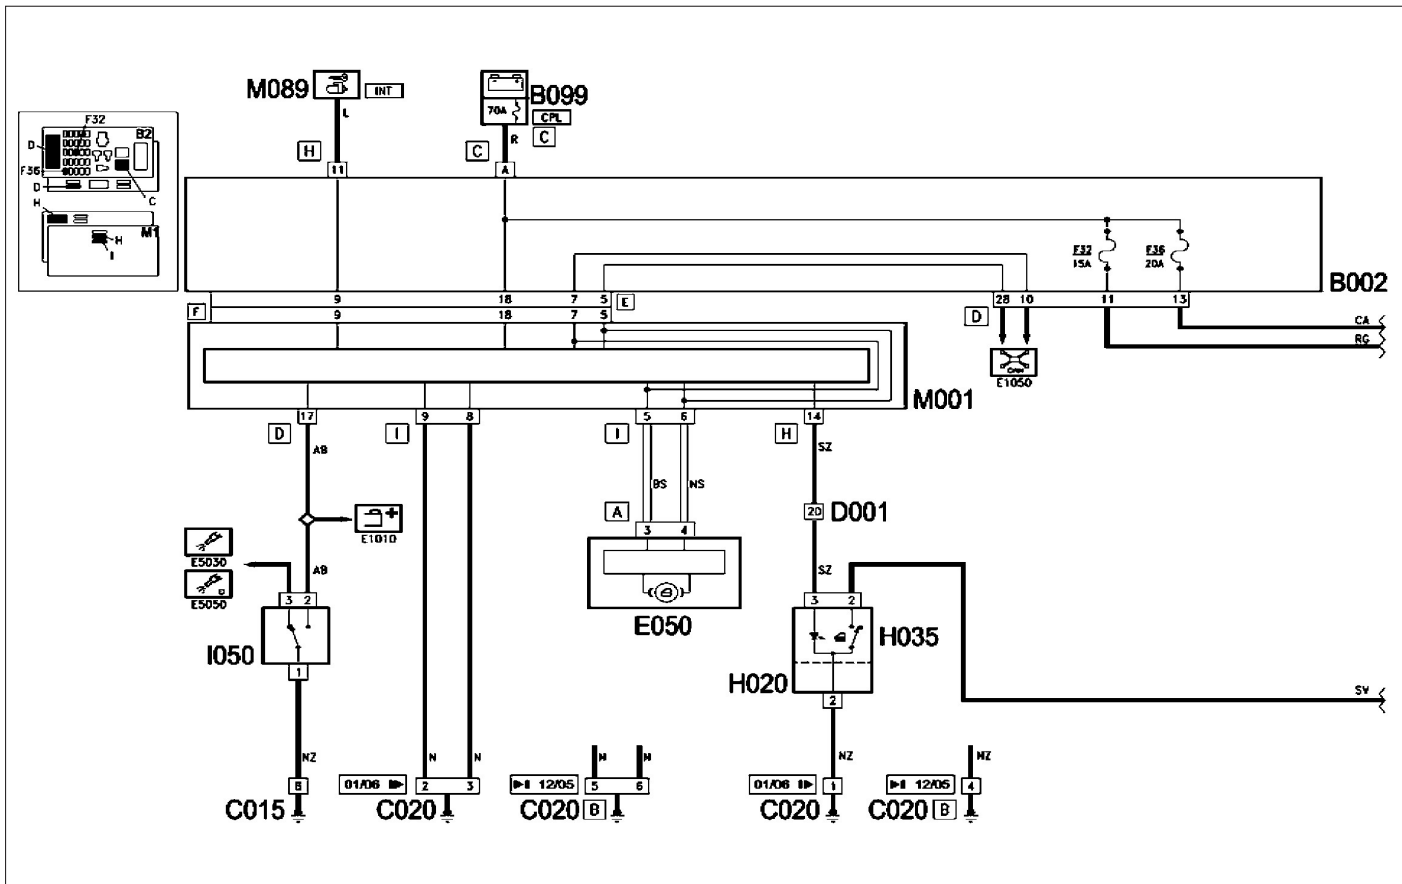 M089
INT
L
B099
70A
CPL
C
R
F32
B2
D
F36
D
C
H
M1
H
I
H
11
C
A
F32
15A
F36
20A
B002
9 18 7 5
E
28 10 11 13
F
9 18 7 5
D
CA
RG
CAN
E1050
M001
17 9 8 5 6 14
D
I
I
H
AB
SZ
BS
NS
A
20
D001
E1010
3 4
E5030
AB
SZ
E5050
3 2
3 2
I050
E050
H035
1
H020
2
SV
NZ
N
N
N
N
NZ
NZ
6
01/06
2 3
12/05
5 6
01/06
1
12/05
4
C015
C020
C020
B
C020
C020
B